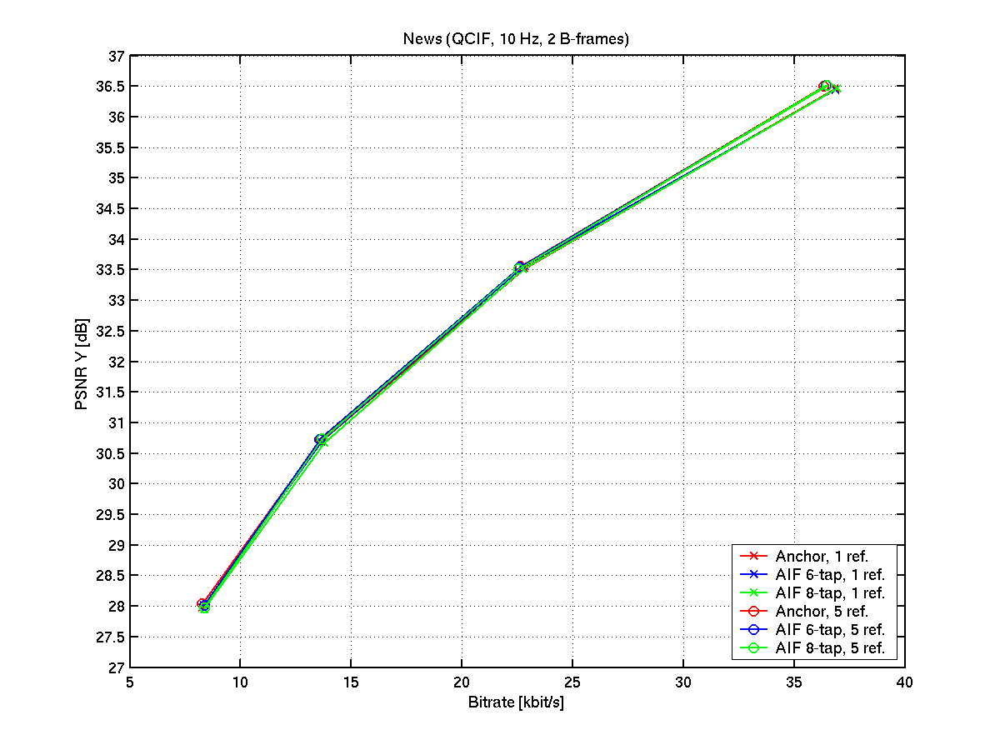 News (QCIF, 10 Hz, 2 B-frames)
37
36.5
36
35.5
35
34.5
34
33.5
33
32.5
32
31.5
31
30.5
30
29.5
29
28.5
28
27.5
27
PSNR Y [dB]
Anchor, 1 ref.
AIF 6-tap, 1 ref.
AIF 8-tap, 1 ref.
Anchor, 5 ref.
AIF 6-tap, 5 ref.
AIF 8-tap, 5 ref.
5 10 15 20 25 30 35 40
Bitrate [kbit/s]